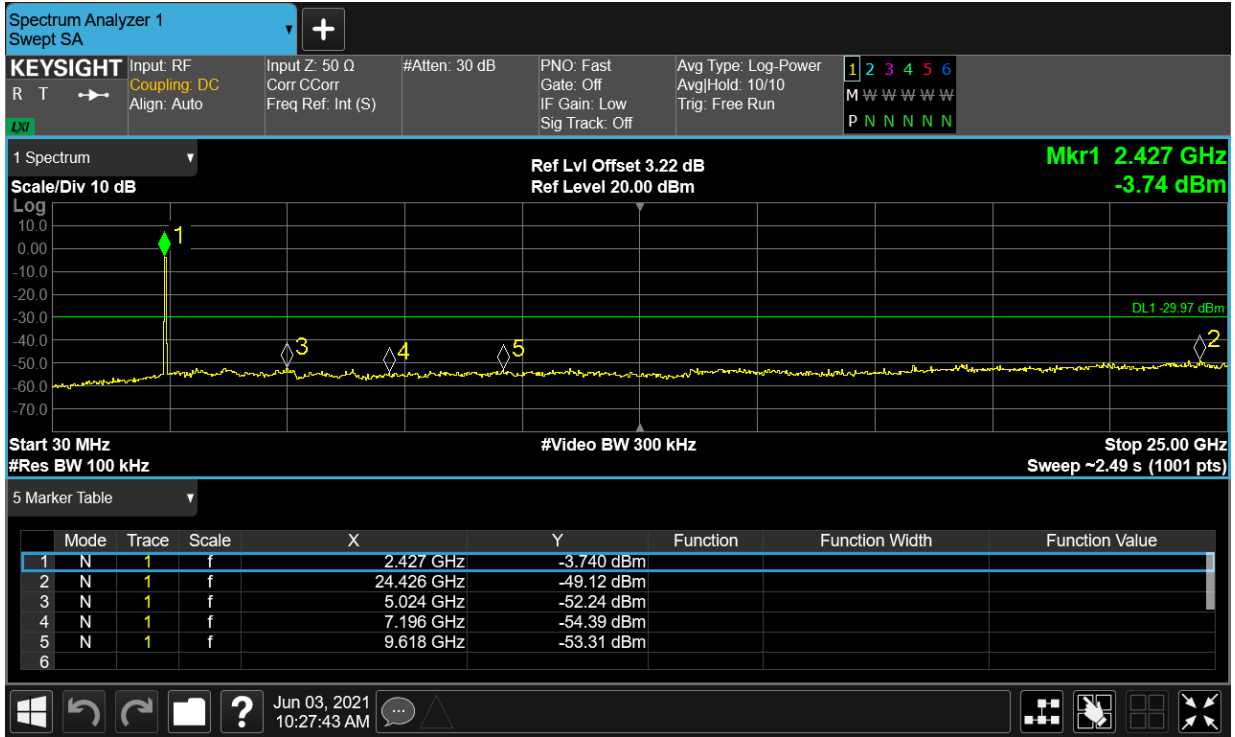 Spectrum Analyzer 1
Swept SA
KEYSIGHT
R T
LXI
Input: RF
Coupling: DC
Align: Auto
Input Z: 50 Ω
Corr CCorr
Freq Ref: Int (S)
#Atten: 30 dB
PNO: Fast
Gate: Off
IF Gain: Low
Sig Track: Off
Avg Type: Log-Power
Avg|Hold: 10/10
Trig: Free Run
1 2 3 4 5 6
M W W W W W
P N N N N N
1 Spectrum
Scale/Div 10 dB
Ref Lvl Offset 3.22 dB
Ref Level 20.00 dBm
Mkr1 2.427 GHz
-3.74 dBm
Log
10.0
0.00
-10.0
-20.0
-30.0
-40.0
-50.0
-60.0
-70.0
1
3
4
5
2
DL1 -29.97 dBm
Start 30 MHz
#Video BW 300 kHz
Stop 25.00 GHz
#Res BW 100 kHz
Sweep ~2.49 s (1001 pts)
5 Marker Table
Mode Trace Scale X Y Function Function Width Function Value
1 N 1 f 2.427 GHz -3.740 dBm
2 N 1 f 24.426 GHz -49.12 dBm
3 N 1 f 5.024 GHz -52.24 dBm
4 N 1 f 7.196 GHz -54.39 dBm
5 N 1 f 9.618 GHz -53.31 dBm
6
?
Jun 03, 2021
10:27:43 AM